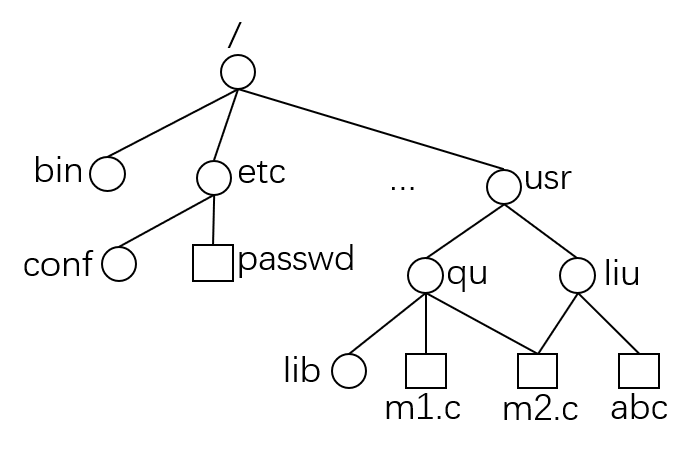 /
bin
etc
...
usr
conf
passwd
qu
liu
lib
m1.c
m2.c
abc